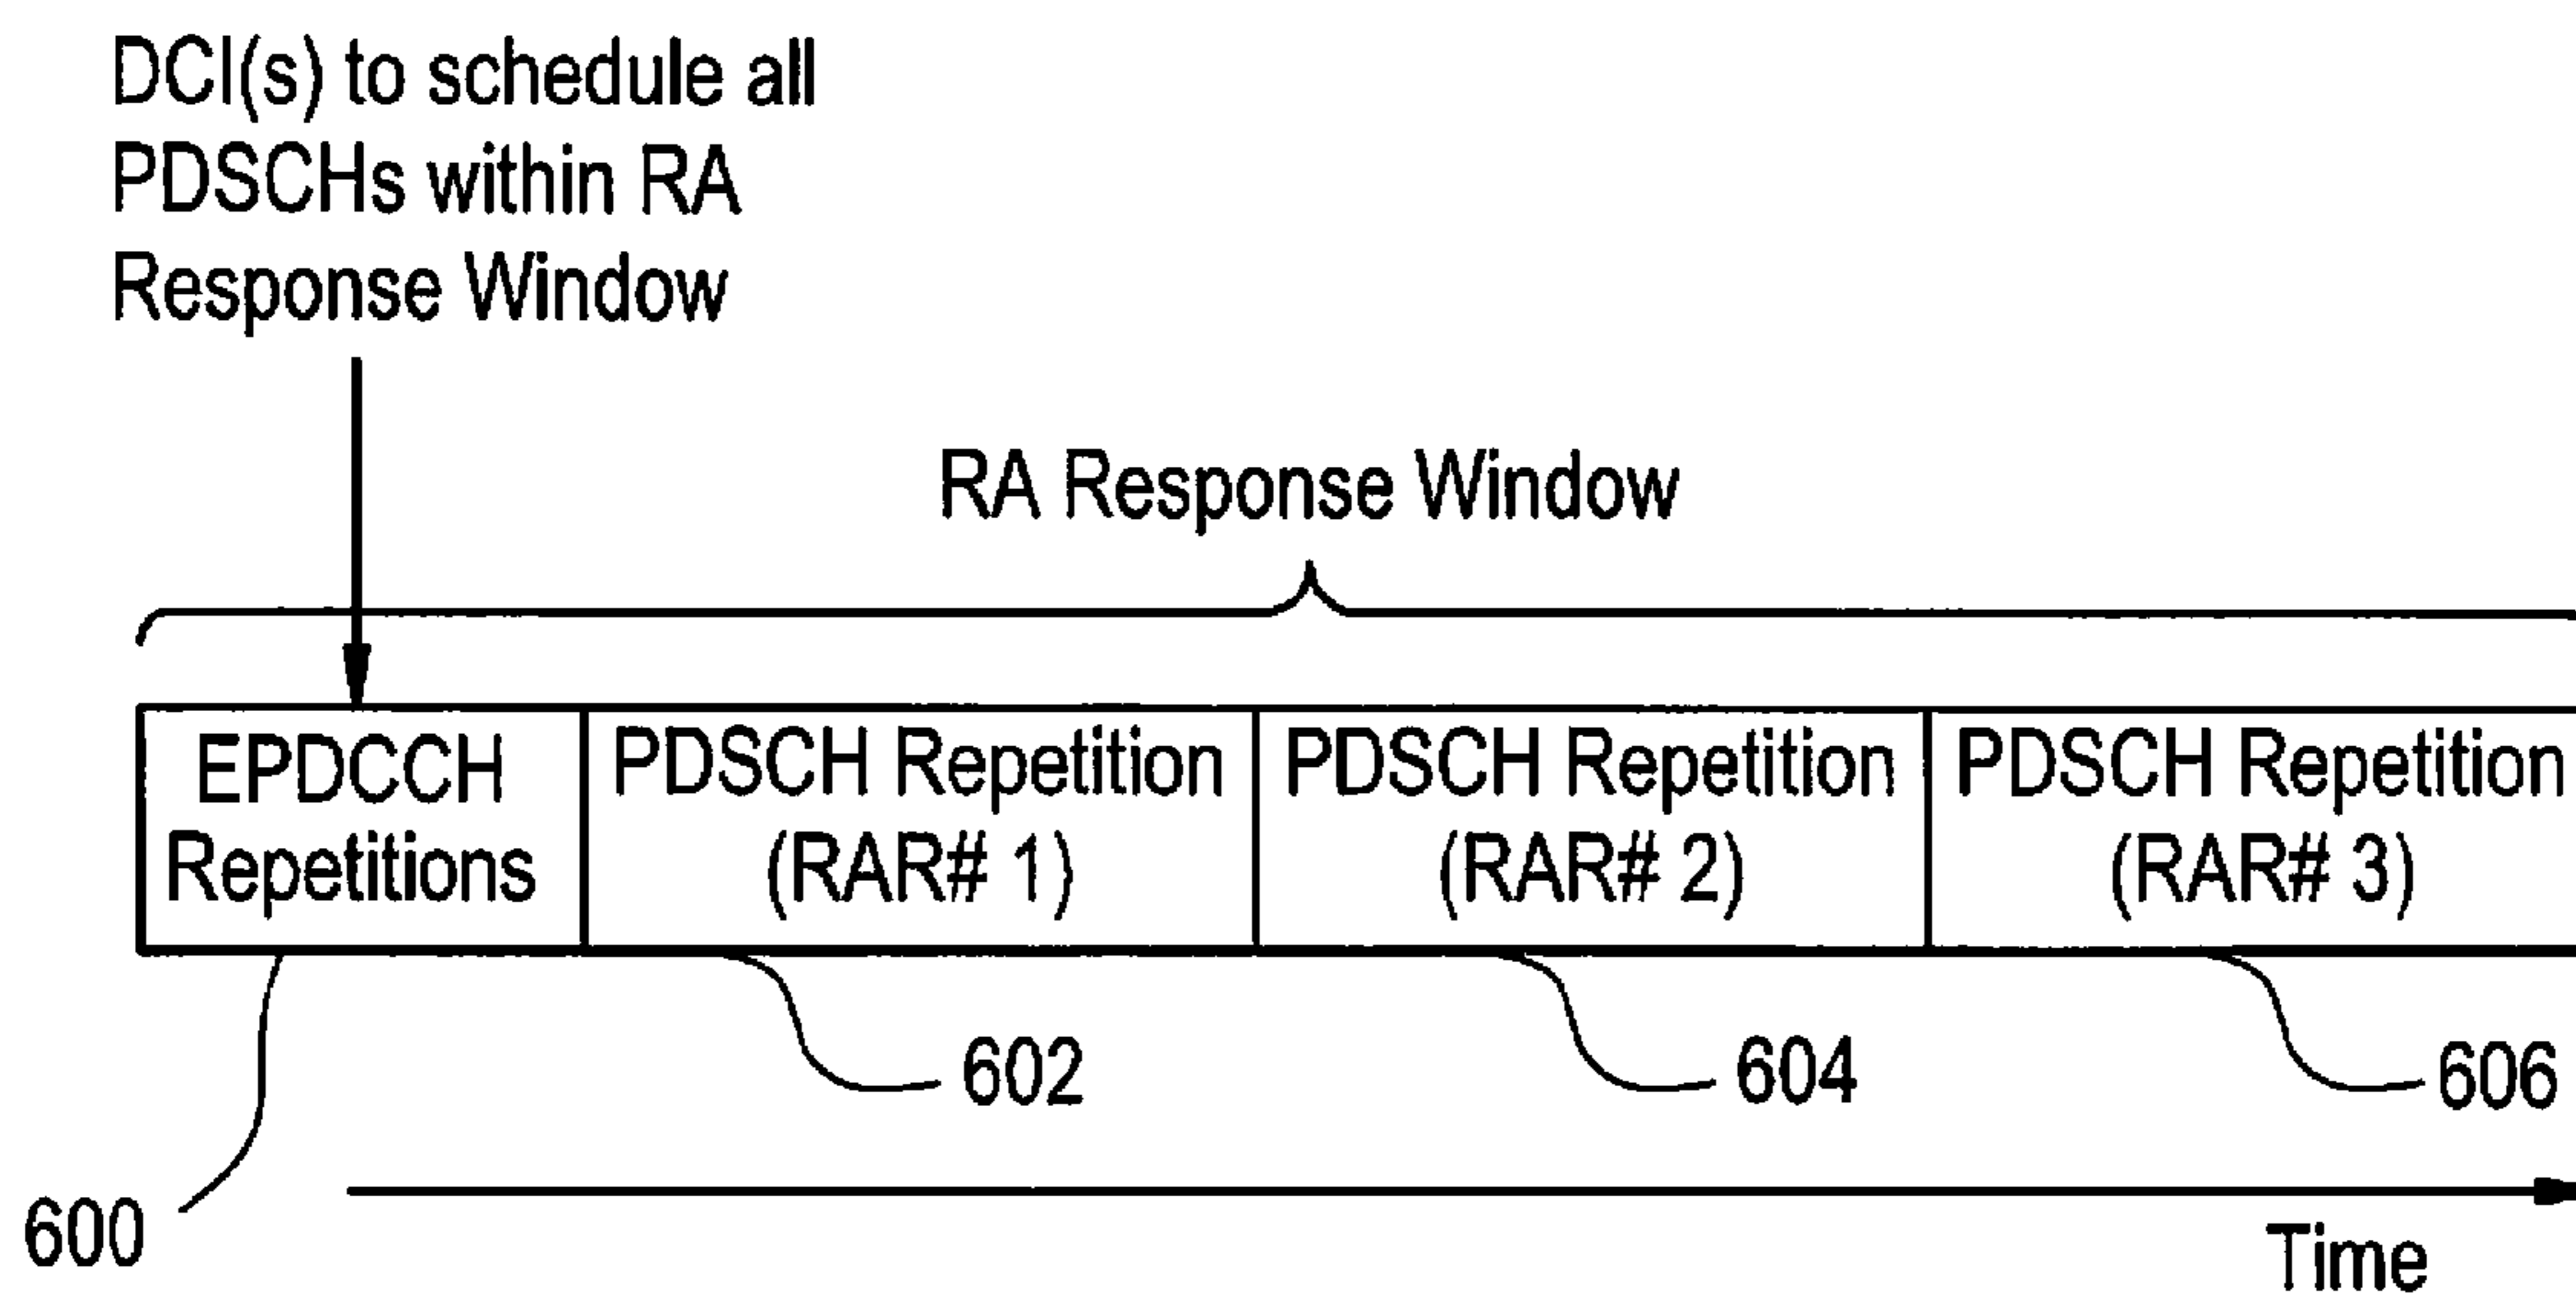 DCI(s) to schedule all
PDSCHs within RA
Response Window
RA Response Window
EPDCCH
Repetitions
PDSCH Repetition
(RAR# 1)
PDSCH Repetition
(RAR# 2)
PDSCH Repetition
(RAR# 3)
600
602
604
606
Time